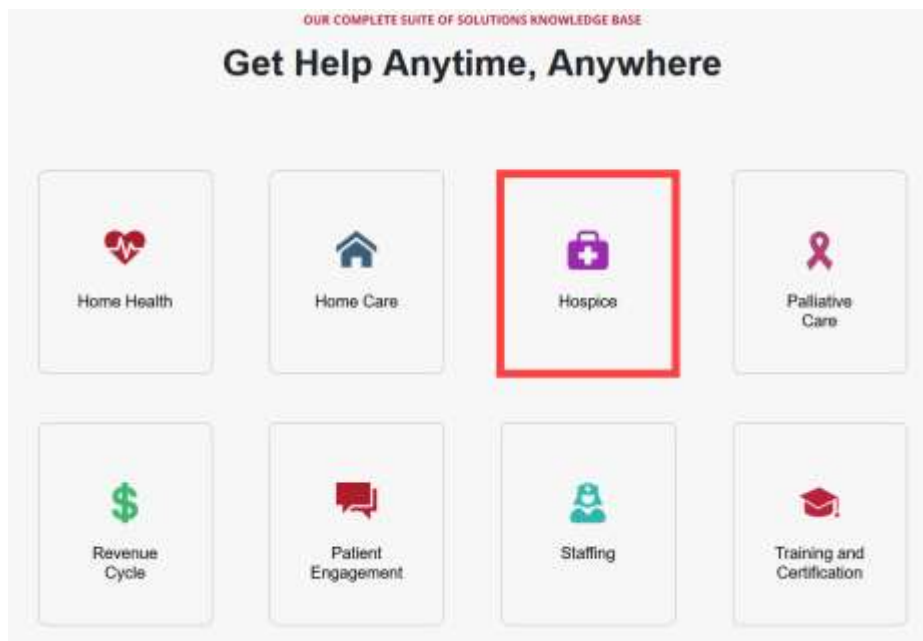 OUR COMPLETE SUITE OF SOLUTIONS KNOWLEDGE BASE
Get Help Anytime, Anywhere
Home Health
Home Care
Hospice
Palliative
Care
Revenue
Cycle
Patient
Engagement
Staffing
Training and
Certification